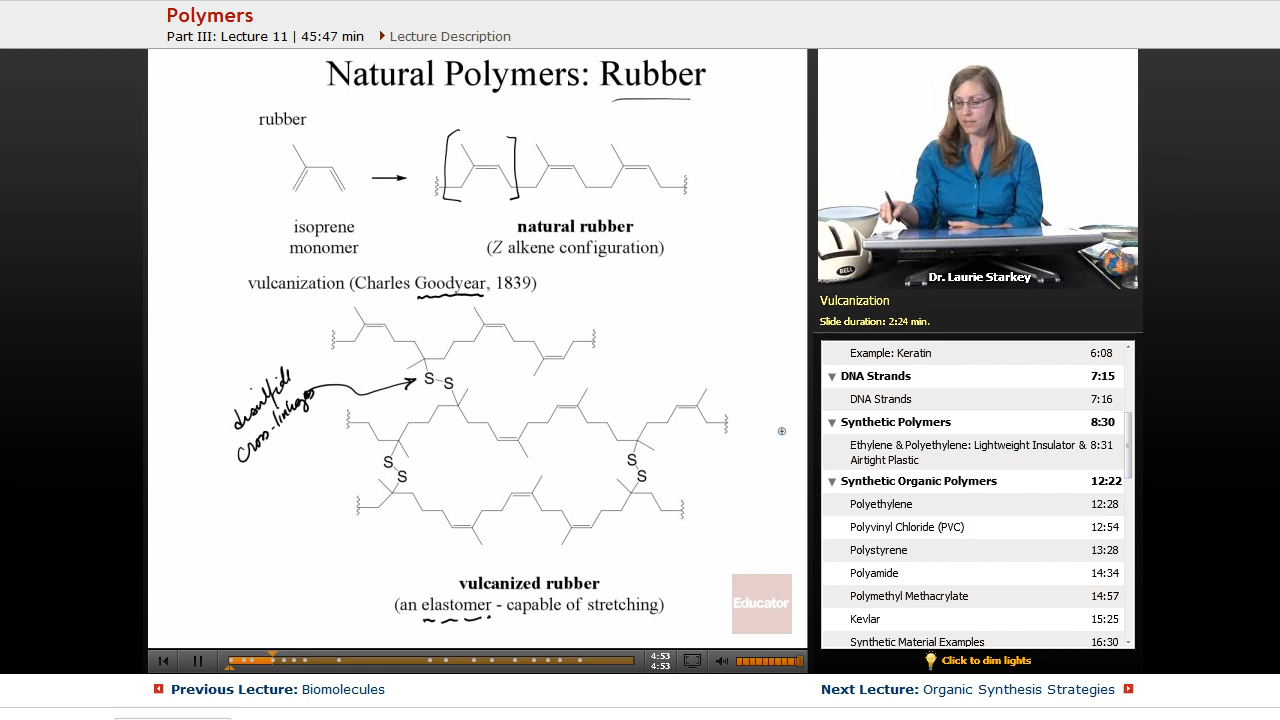 Polymers
Part III: Lecture 11 | 45:47 min
Lecture Description
Natural Polymers: Rubber
rubber
isoprene
monomer
natural rubber
(Z alkene configuration)
vulcanization (Charles Goodyear, 1839)
S
S
disulfide
cross-linkages
S
S
S
S
vulcanized rubber
(an elastomer - capable of stretching)
Educator
4:53
4:53
BELL
Dr. Laurie Starkey
Vulcanization
Slide duration: 2:24 min.
Example: Keratin 6:08
DNA Strands 7:15
DNA Strands 7:16
Synthetic Polymers 8:30
Ethylene & Polyethylene: Lightweight Insulator & 8:31
Airtight Plastic
Synthetic Organic Polymers 12:22
Polyethylene 12:28
Polyvinyl Chloride (PVC) 12:54
Polystyrene 13:28
Polyamide 14:34
Polymethyl Methacrylate 14:57
Kevlar 15:25
Synthetic Material Examples 16:30
Click to dim lights
Previous Lecture: Biomolecules
Next Lecture: Organic Synthesis Strategies